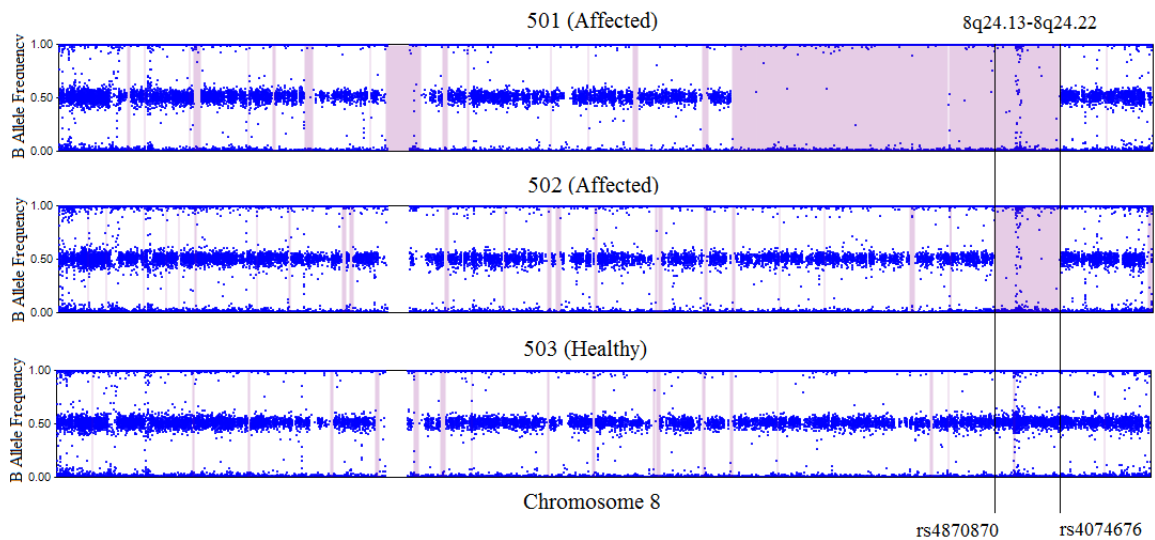 501 (Affected)
8q24.13-8q24.22
B Allele Frequency
1.00
0.50
0.00
502 (Affected)
B Allele Frequency
1.00
0.50
0.00
503 (Healthy)
B Allele Frequency
1.00
0.50
0.00
Chromosome 8
rs4870870
rs4074676